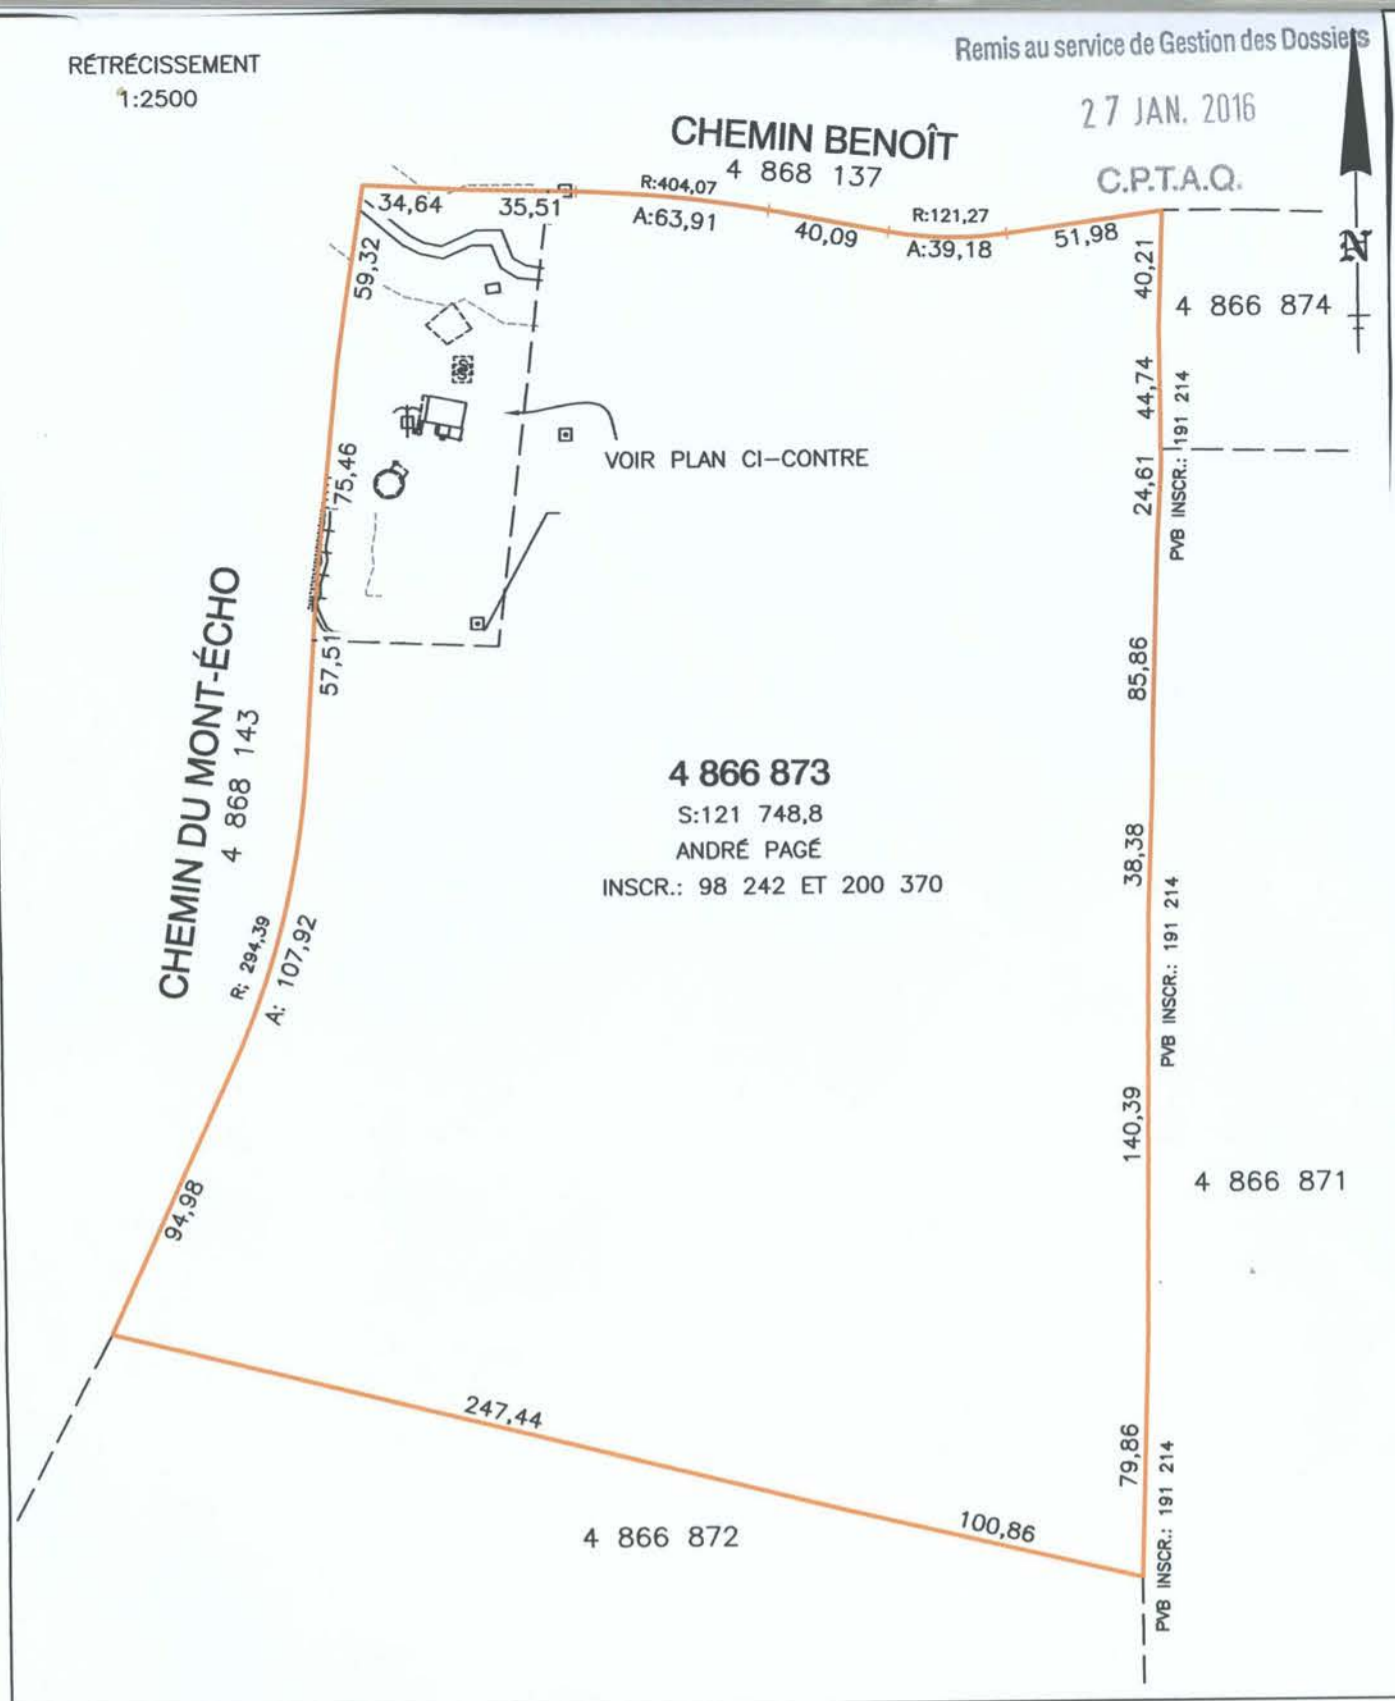 RÉTRÉCISSEMENT
1:2500
Remis au service de Gestion des Dossiers
27 JAN. 2016
C.P.T.A.Q.
CHEMIN BENOÎT
4 868 137
N
34,64
35,51
R:404,07
A:63,91
40,09
R:121,27
A:39,18
51,98
59,32
40,21
4 866 874
44,74
PVB INSCR.: 191 214
VOIR PLAN CI-CONTRE
75,46
24,61
57,51
85,86
CHEMIN DU MONT-ÉCHO
4 868 143
4 866 873
S:121 748,8
ANDRÉ PAGÉ
INSCR.: 98 242 ET 200 370
38,38
PVB INSCR.: 191 214
R: 294,39
A: 107,92
140,39
4 866 871
94,98
247,44
79,86
PVB INSCR.: 191 214
100,86
4 866 872